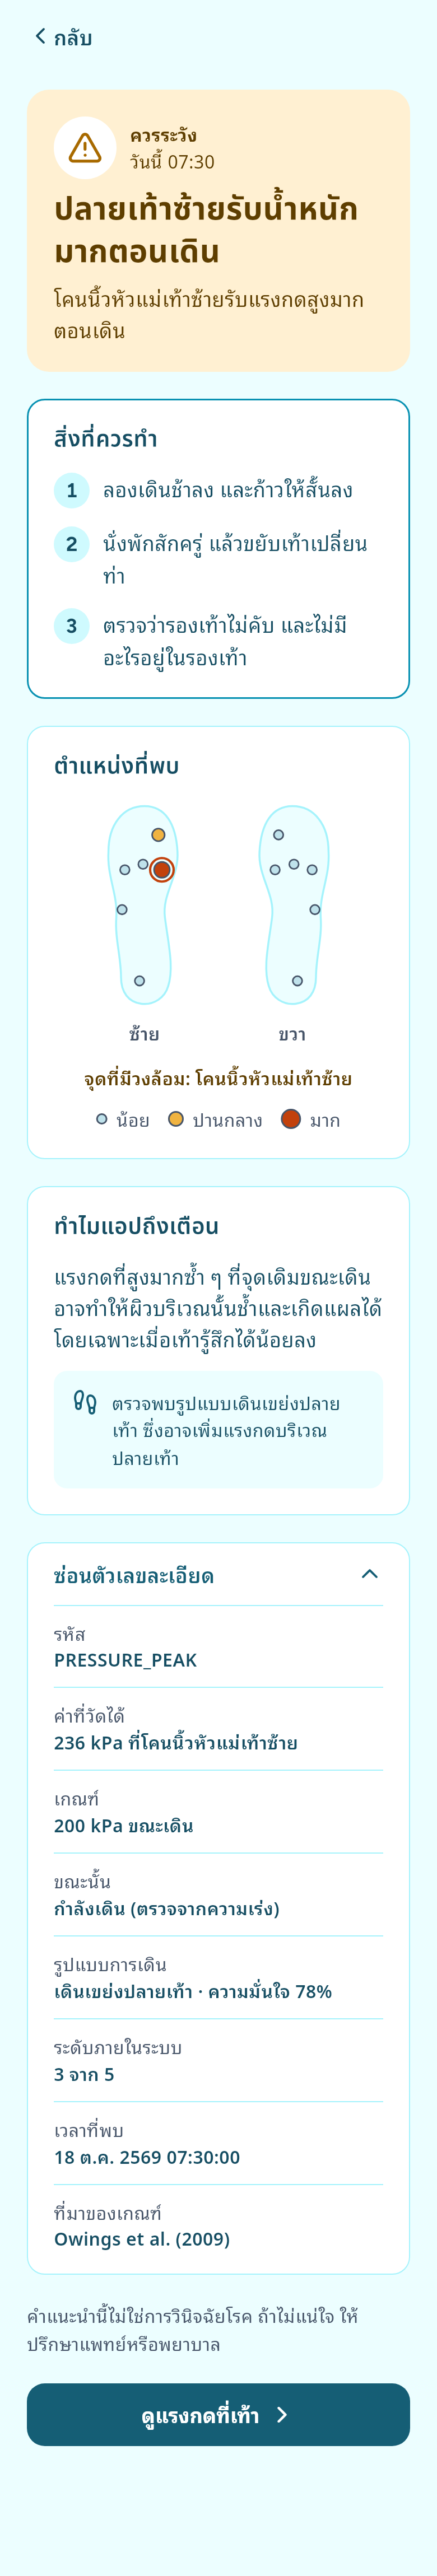 กลับ
ควรระวัง
วันนี้ 07:30
ปลายเท้าซ้ายรับน้ำหนัก
มากตอนเดิน
โคนนิ้วหัวแม่เท้าซ้ายรับแรงกดสูงมาก
ตอนเดิน
สิ่งที่ควรทำ
1 ลองเดินช้าลง และก้าวให้สั้นลง
2 นั่งพักสักครู่ แล้วขยับเท้าเปลี่ยน
ท่า
3 ตรวจว่ารองเท้าไม่คับ และไม่มี
อะไรอยู่ในรองเท้า
ตำแหน่งที่พบ
ซ้าย ขวา
จุดที่มีวงล้อม: โคนนิ้วหัวแม่เท้าซ้าย
น้อย ปานกลาง มาก
ทำไมแอปถึงเตือน
แรงกดที่สูงมากซ้ำ ๆ ที่จุดเดิมขณะเดิน
อาจทำให้ผิวบริเวณนั้นช้ำและเกิดแผลได้
โดยเฉพาะเมื่อเท้ารู้สึกได้น้อยลง
ตรวจพบรูปแบบเดินเขย่งปลาย
เท้า ซึ่งอาจเพิ่มแรงกดบริเวณ
ปลายเท้า
ซ่อนตัวเลขละเอียด
รหัส
PRESSURE_PEAK
ค่าที่วัดได้
236 kPa ที่โคนนิ้วหัวแม่เท้าซ้าย
เกณฑ์
200 kPa ขณะเดิน
ขณะนั้น
กำลังเดิน (ตรวจจากความเร่ง)
รูปแบบการเดิน
เดินเขย่งปลายเท้า · ความมั่นใจ 78%
ระดับภายในระบบ
3 จาก 5
เวลาที่พบ
18 ต.ค. 2569 07:30:00
ที่มาของเกณฑ์
Owings et al. (2009)
คำแนะนำนี้ไม่ใช่การวินิจฉัยโรค ถ้าไม่แน่ใจ ให้
ปรึกษาแพทย์หรือพยาบาล
ดูแรงกดที่เท้า